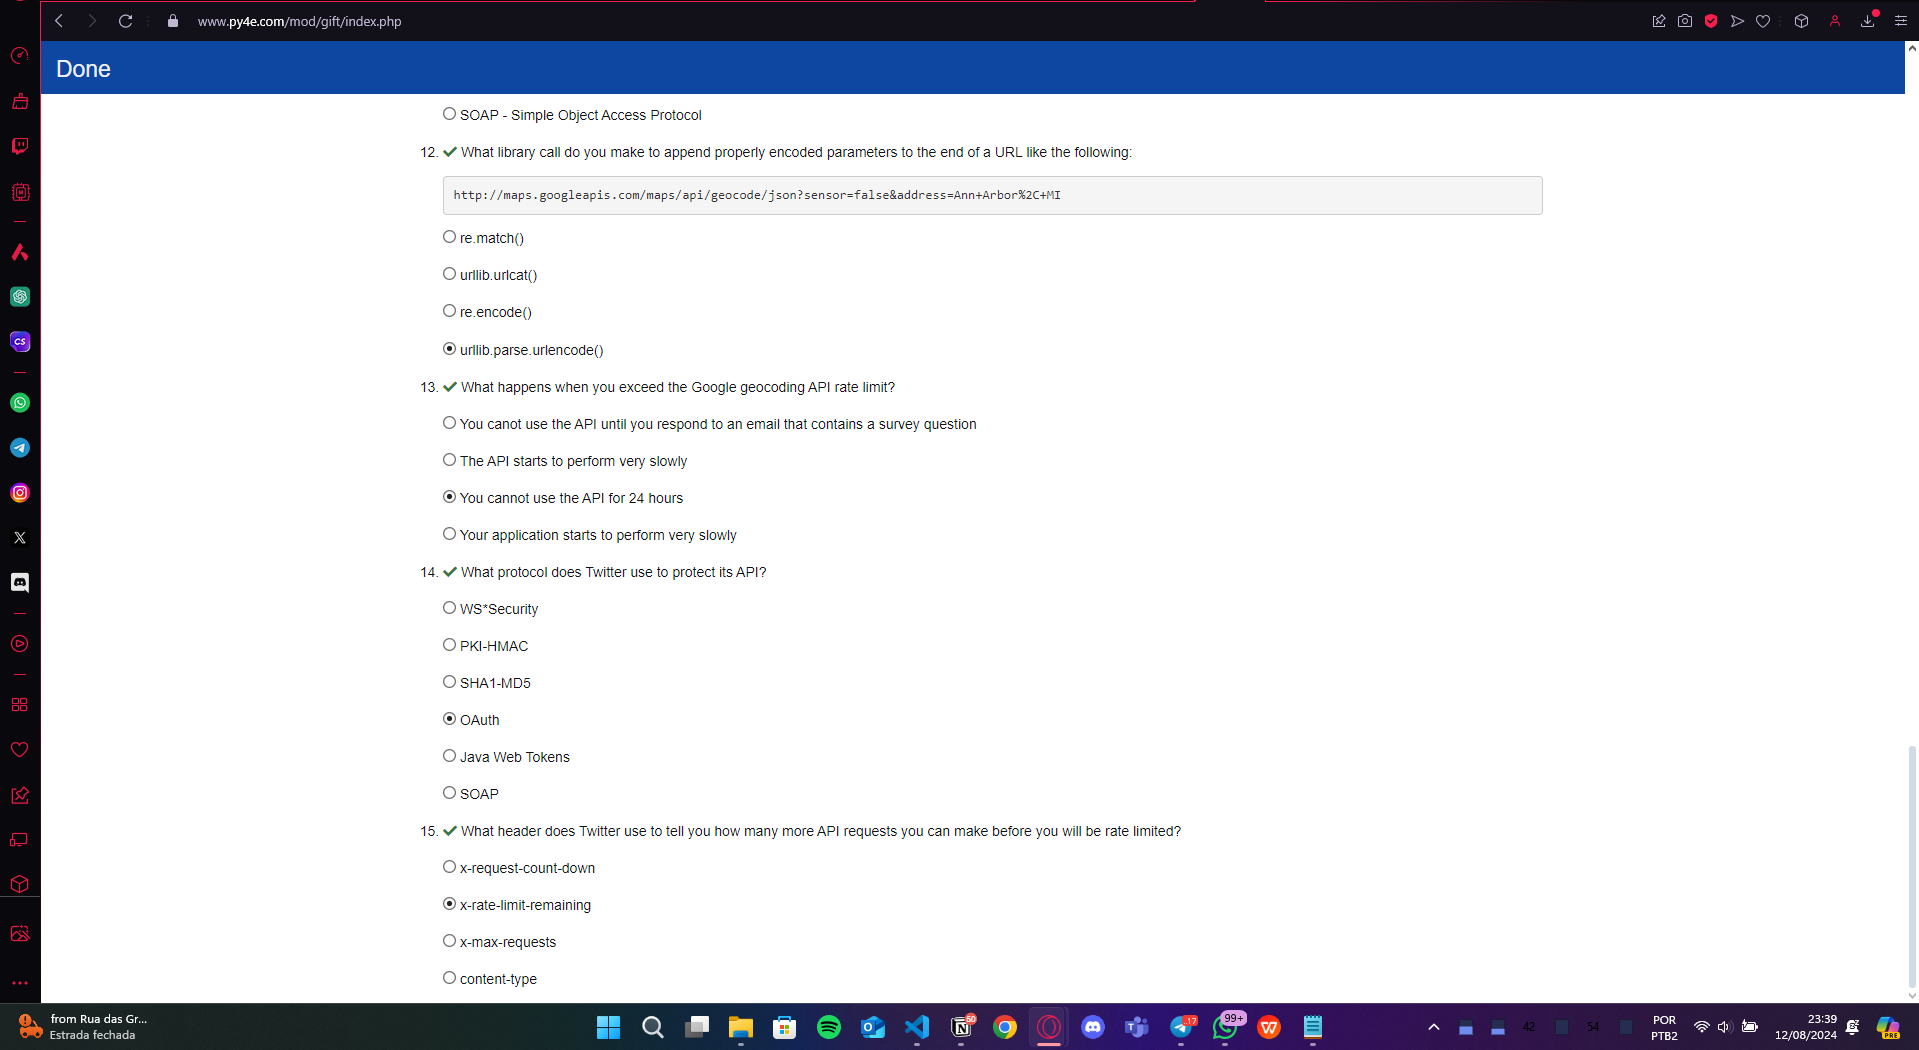 www.py4e.com/mod/gift/index.php
Done
SOAP - Simple Object Access Protocol
12. What library call do you make to append properly encoded parameters to the end of a URL like the following:
http://maps.googleapis.com/maps/api/geocode/json?sensor=false&address=Ann+Arbor%2C+MI
re.match()
urllib.urlcat()
re.encode()
urllib.parse.urlencode()
13. What happens when you exceed the Google geocoding API rate limit?
You canot use the API until you respond to an email that contains a survey question
The API starts to perform very slowly
You cannot use the API for 24 hours
Your application starts to perform very slowly
14. What protocol does Twitter use to protect its API?
WS*Security
PKI-HMAC
SHA1-MD5
OAuth
Java Web Tokens
SOAP
15. What header does Twitter use to tell you how many more API requests you can make before you will be rate limited?
x-request-count-down
x-rate-limit-remaining
x-max-requests
content-type
CS
from Rua das Gr...
Estrada fechada
50
17
99+
42
54
POR
PTB2
23:39
12/08/2024
PRE